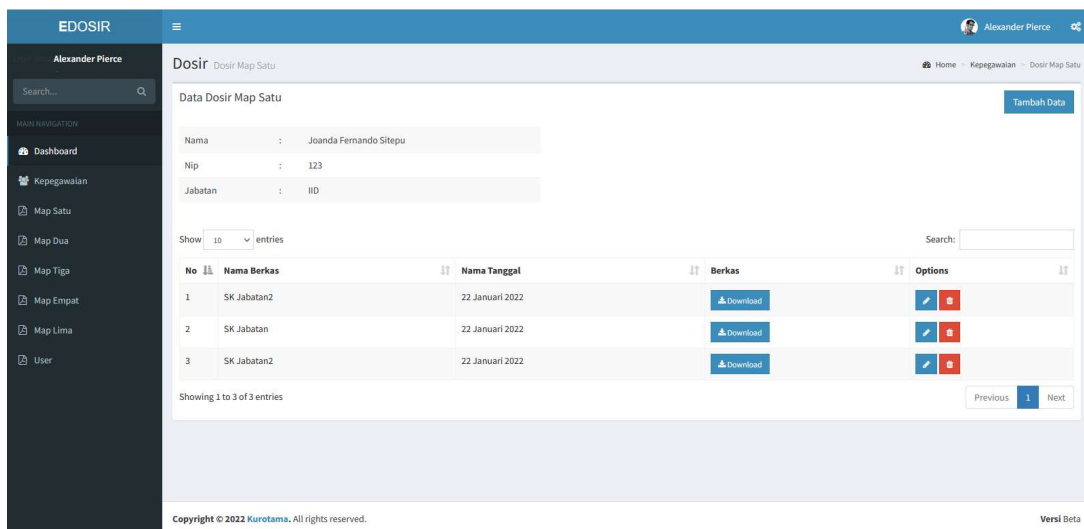 EDOSIR
Alexander Pierce
Alexander Pierce
Search...
MAIN NAVIGATION
Dashboard
Kepegawaian
Map Satu
Map Dua
Map Tiga
Map Empat
Map Lima
User
Dosir Dosir Map Satu
Home > Kepegawaian > Dosir Map Satu
Data Dosir Map Satu
Tambah Data
Nama : Joanda Fernando Sitepu
Nip : 123
Jabatan : IID
Show 10 entries
Search:
No Nama Berkas Nama Tanggal Berkas Options
1 SK Jabatan2 22 Januari 2022 Download
2 SK Jabatan 22 Januari 2022 Download
3 SK Jabatan2 22 Januari 2022 Download
Showing 1 to 3 of 3 entries
Previous 1 Next
Copyright © 2022 Kurotama. All rights reserved.
Versi Beta